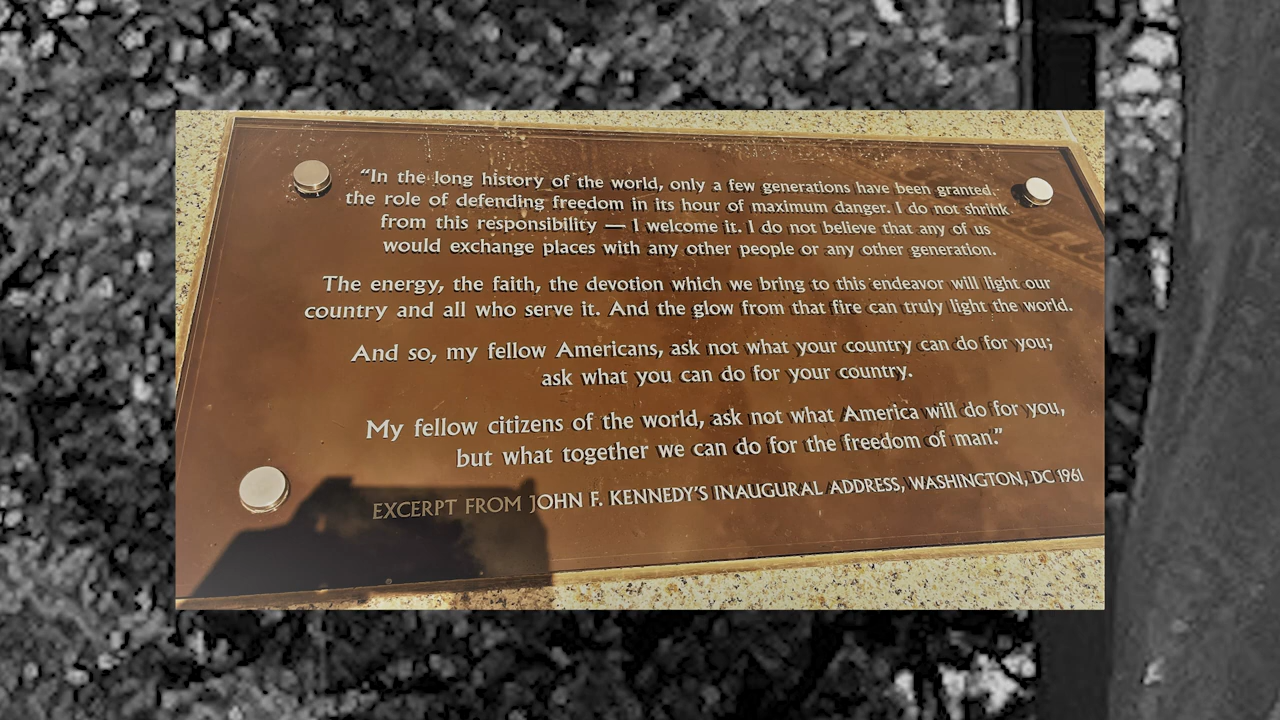 “In the long history of the world, only a few generations have been granted
the role of defending freedom in its hour of maximum danger. I do not shrink
from this responsibility — I welcome it. I do not believe that any of us
would exchange places with any other people or any other generation.
The energy, the faith, the devotion which we bring to this endeavor will light our
country and all who serve it. And the glow from that fire can truly light the world.
And so, my fellow Americans, ask not what your country can do for you;
ask what you can do for your country.
My fellow citizens of the world, ask not what America will do for you,
but what together we can do for the freedom of man.”
EXCERPT FROM JOHN F. KENNEDY’S INAUGURAL ADDRESS, WASHINGTON, DC 1961